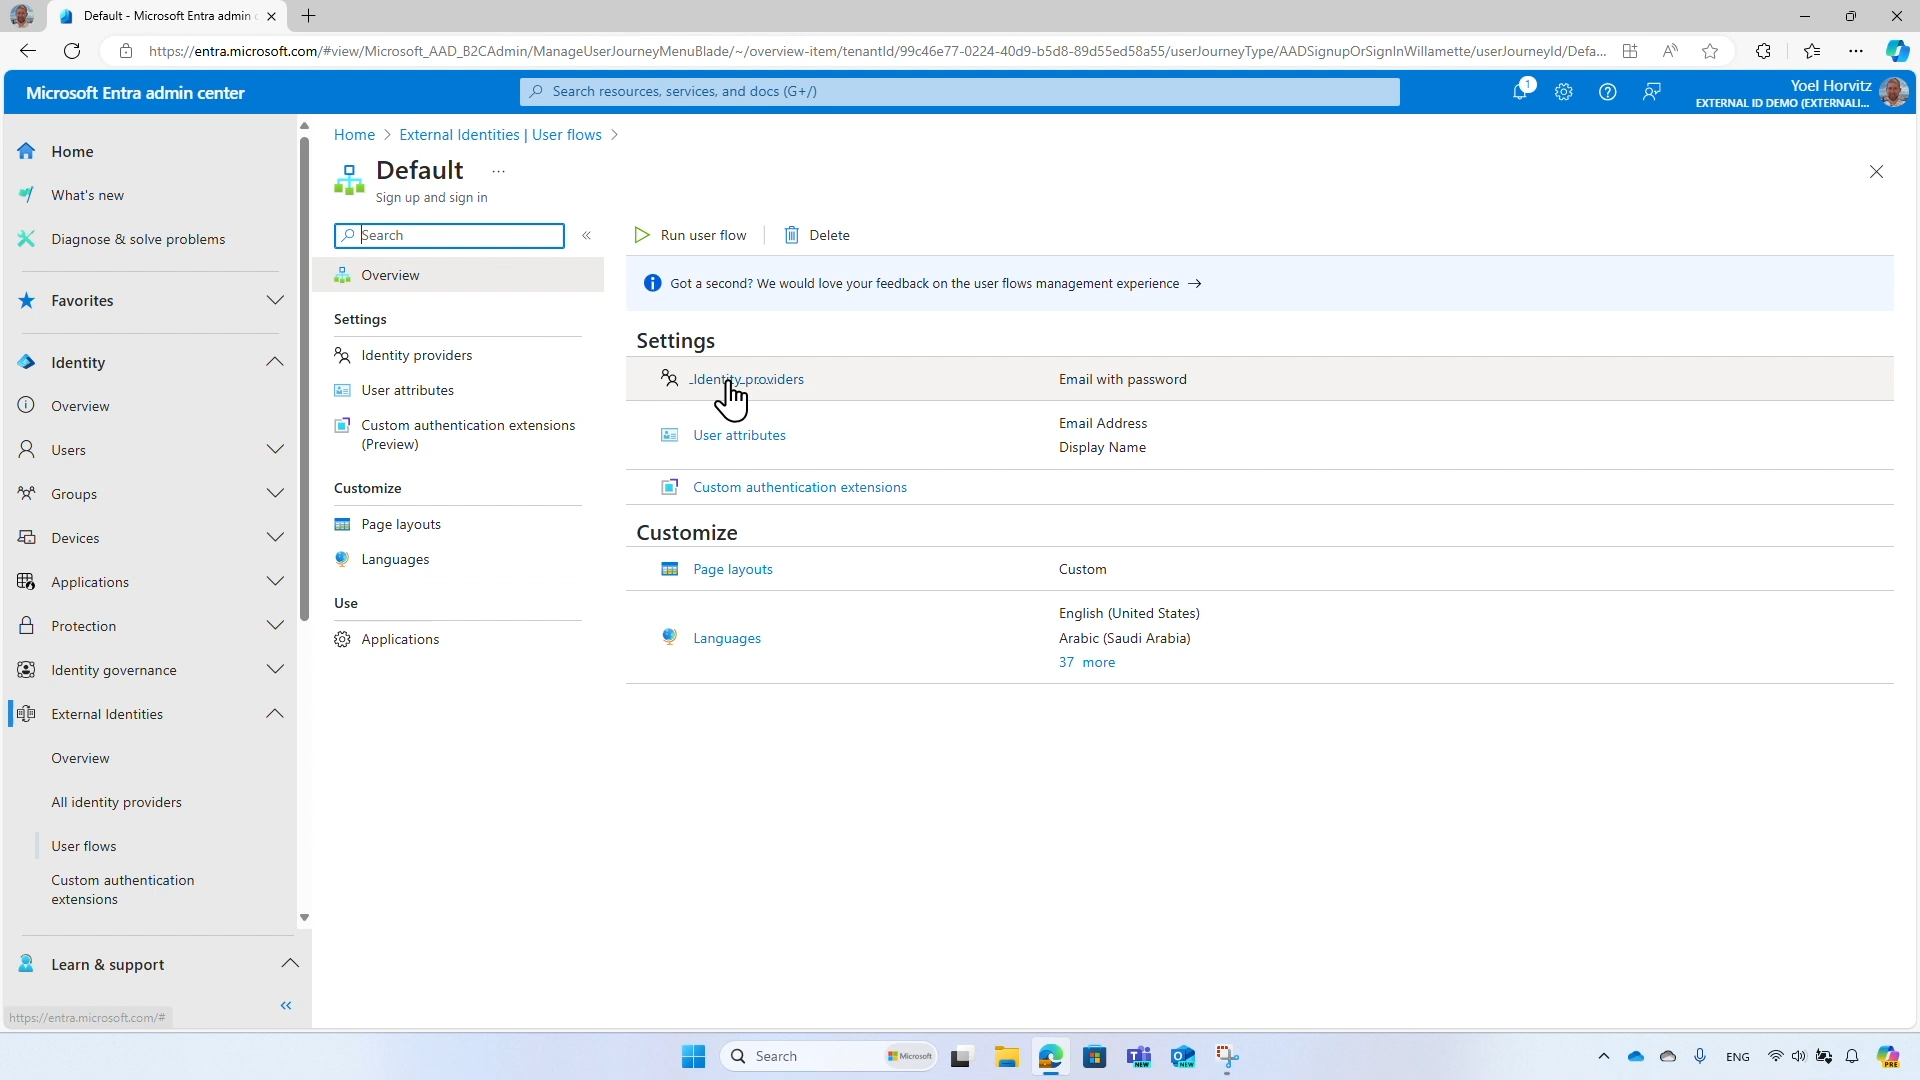 Default - Microsoft Entra admin
https://entra.microsoft.com/#view/Microsoft_AAD_B2CAdmin/ManageUserJourneyMenuBlade/~/overview-item/tenantId/99c46e77-0224-40d9-b5d8-89d55ed58a55/userJourneyType/AADSignupOrSignInWillamette/userJourneyId/Defa...
Microsoft Entra admin center
Search resources, services, and docs (G+/)
1
Yoel Horvitz
EXTERNAL ID DEMO (EXTERNALI...
Home
What's new
Diagnose & solve problems
Favorites
Identity
Overview
Users
Groups
Devices
Applications
Protection
Identity governance
External Identities
Overview
All identity providers
User flows
Custom authentication
extensions
Learn & support
https://entra.microsoft.com/#
Home > External Identities | User flows >
Default ...
Sign up and sign in
Search
Overview
Settings
Identity providers
User attributes
Custom authentication extensions
(Preview)
Customize
Page layouts
Languages
Use
Applications
Run user flow
Delete
Got a second? We would love your feedback on the user flows management experience →
Settings
Identity providers
Email with password
User attributes
Email Address
Display Name
Custom authentication extensions
Customize
Page layouts
Custom
Languages
English (United States)
Arabic (Saudi Arabia)
37 more
Search
Microsoft
NEW
NEW
ENG
PRE